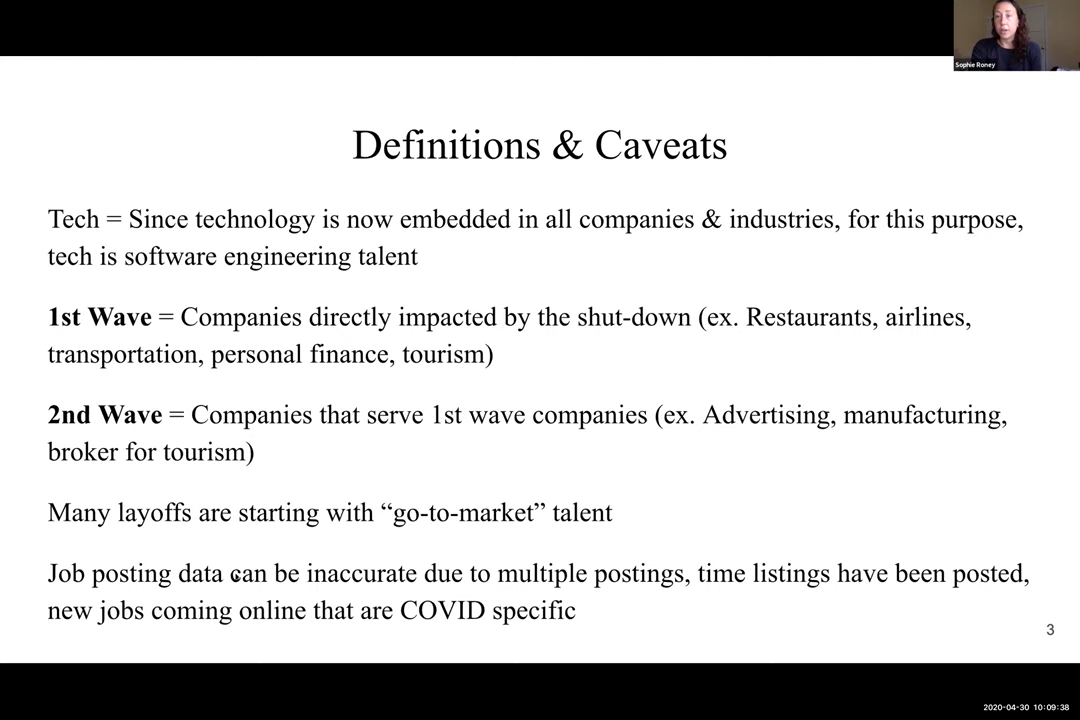 Sophie Roney
Definitions & Caveats
Tech = Since technology is now embedded in all companies & industries, for this purpose,
tech is software engineering talent
1st Wave = Companies directly impacted by the shut-down (ex. Restaurants, airlines,
transportation, personal finance, tourism)
2nd Wave = Companies that serve 1st wave companies (ex. Advertising, manufacturing,
broker for tourism)
Many layoffs are starting with “go-to-market” talent
Job posting data can be inaccurate due to multiple postings, time listings have been posted,
new jobs coming online that are COVID specific
3
2020-04-30 10:09:38